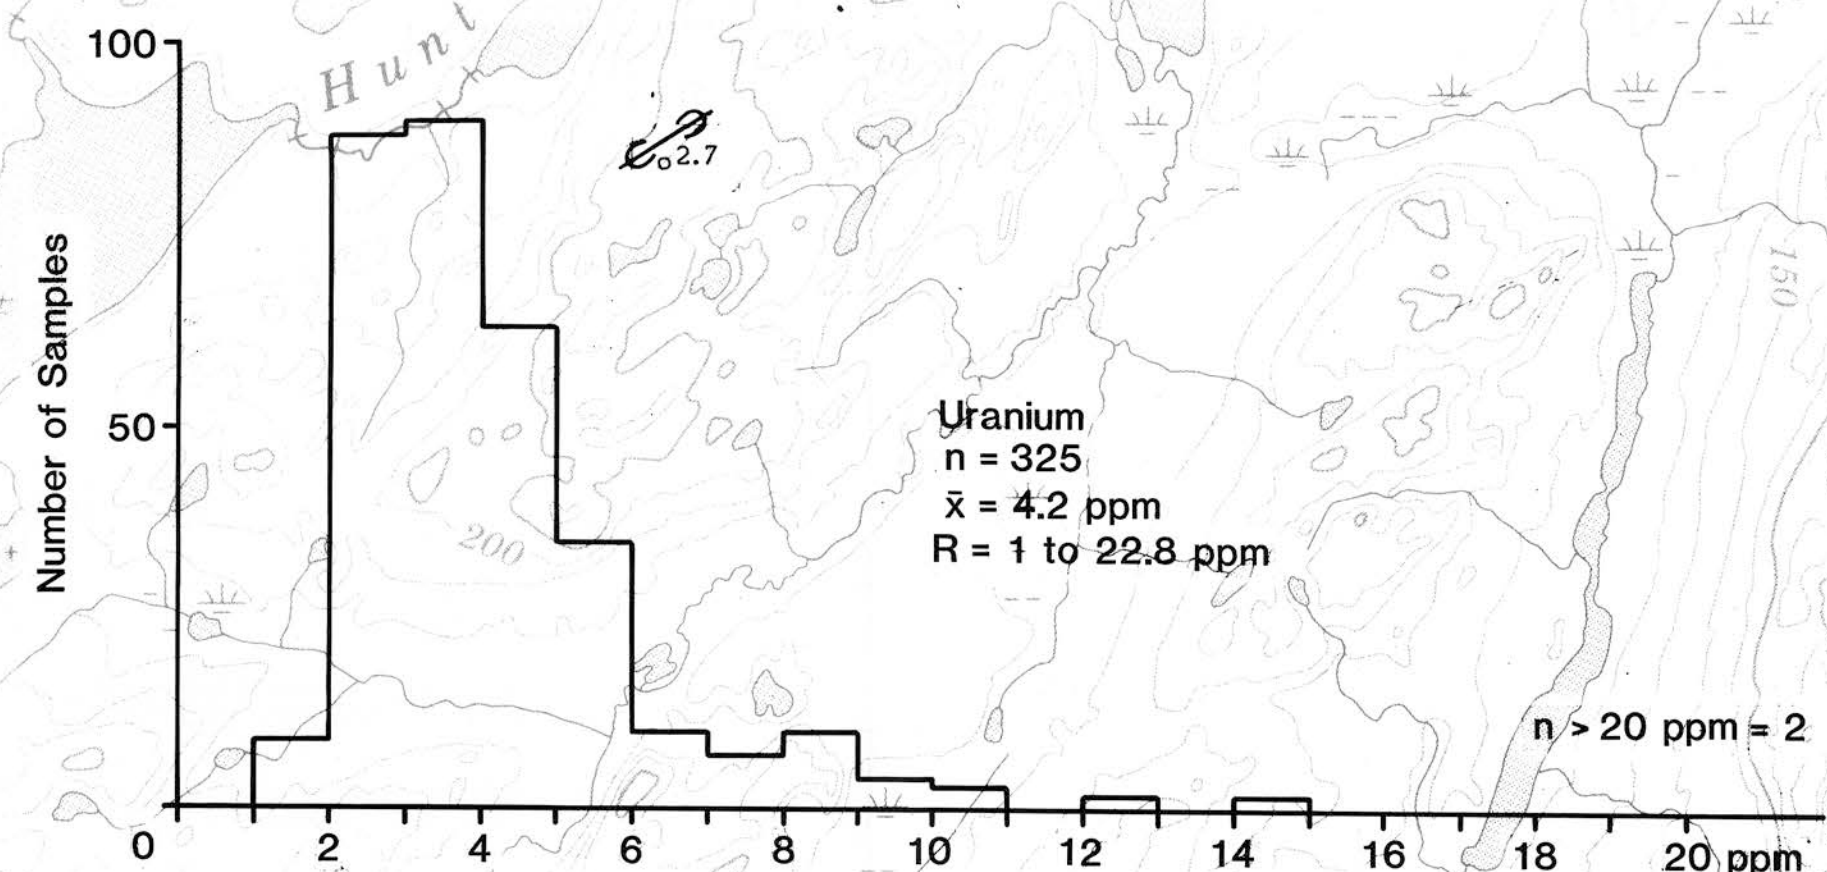 100
Hunt
2.7
Number of Samples
50
Uranium
n = 325
x̄ = 4.2 ppm
R = 1 to 22.8 ppm
200
150
n > 20 ppm = 2
0 2 4 6 8 10 12 14 16 18 20 ppm